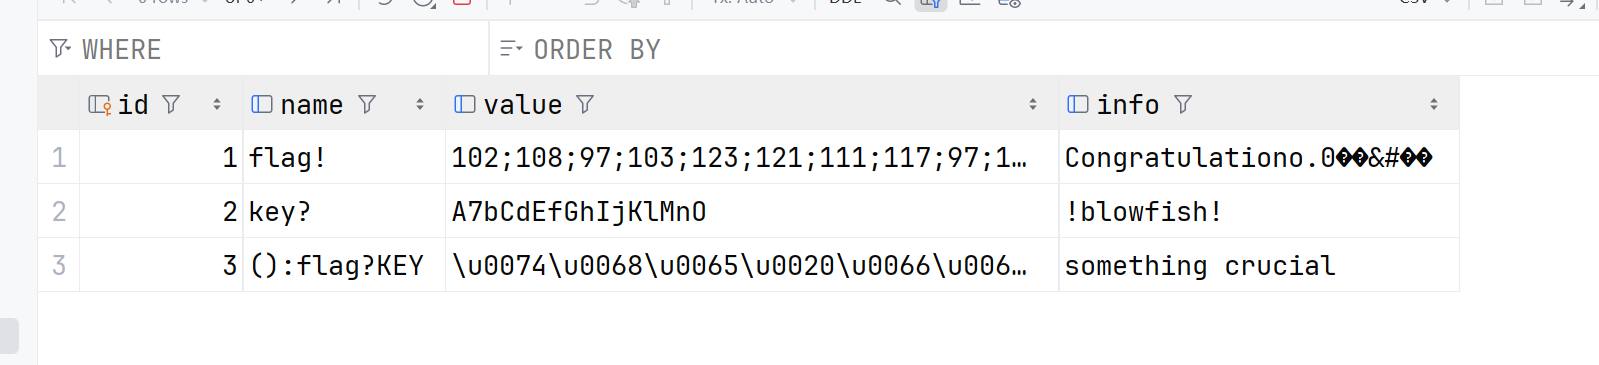 WHERE ORDER BY
id name value info
1 1 flag! 102;108;97;103;123;121;111;117;97;1… Congratulationo.0��&#��
2 2 key? A7bCdEfGhIjKlMnO !blowfish!
3 3 ():flag?KEY \u0074\u0068\u0065\u0020\u0066\u006… something crucial